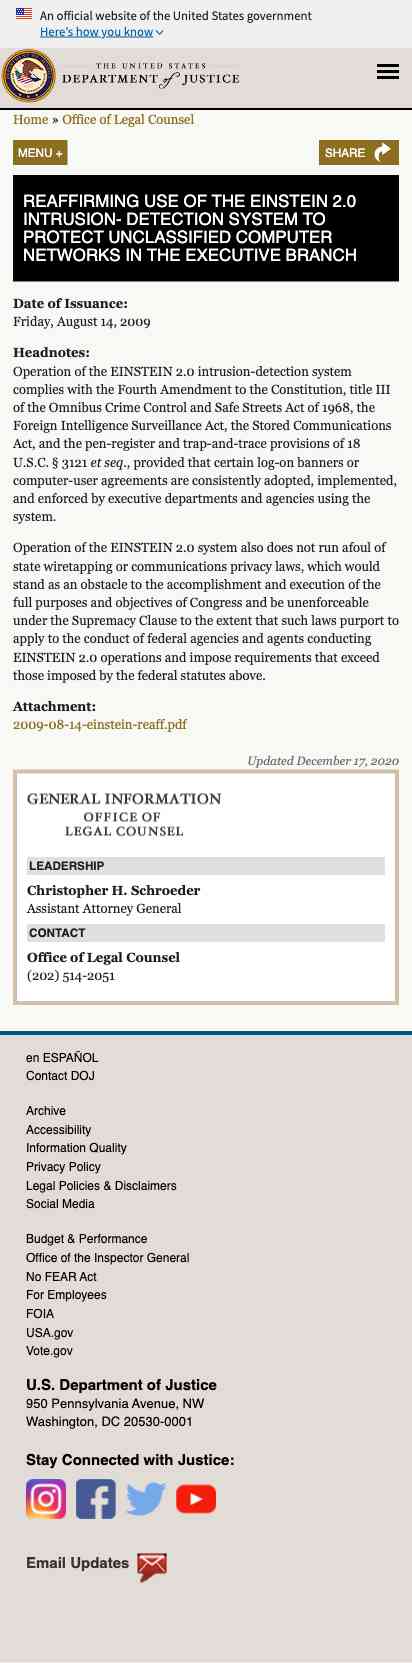 An official website of the United States government
Here's how you know
THE UNITED STATES
DEPARTMENT of JUSTICE
Home » Office of Legal Counsel
MENU +
SHARE
REAFFIRMING USE OF THE EINSTEIN 2.0
INTRUSION- DETECTION SYSTEM TO
PROTECT UNCLASSIFIED COMPUTER
NETWORKS IN THE EXECUTIVE BRANCH
Date of Issuance:
Friday, August 14, 2009
Headnotes:
Operation of the EINSTEIN 2.0 intrusion-detection system
complies with the Fourth Amendment to the Constitution, title III
of the Omnibus Crime Control and Safe Streets Act of 1968, the
Foreign Intelligence Surveillance Act, the Stored Communications
Act, and the pen-register and trap-and-trace provisions of 18
U.S.C. § 3121 et seq., provided that certain log-on banners or
computer-user agreements are consistently adopted, implemented,
and enforced by executive departments and agencies using the
system.
Operation of the EINSTEIN 2.0 system also does not run afoul of
state wiretapping or communications privacy laws, which would
stand as an obstacle to the accomplishment and execution of the
full purposes and objectives of Congress and be unenforceable
under the Supremacy Clause to the extent that such laws purport to
apply to the conduct of federal agencies and agents conducting
EINSTEIN 2.0 operations and impose requirements that exceed
those imposed by the federal statutes above.
Attachment:
2009-08-14-einstein-reaff.pdf
Updated December 17, 2020
GENERAL INFORMATION
OFFICE OF
LEGAL COUNSEL
LEADERSHIP
Christopher H. Schroeder
Assistant Attorney General
CONTACT
Office of Legal Counsel
(202) 514-2051
en ESPAÑOL
Contact DOJ
Archive
Accessibility
Information Quality
Privacy Policy
Legal Policies & Disclaimers
Social Media
Budget & Performance
Office of the Inspector General
No FEAR Act
For Employees
FOIA
USA.gov
Vote.gov
U.S. Department of Justice
950 Pennsylvania Avenue, NW
Washington, DC 20530-0001
Stay Connected with Justice:
Email Updates